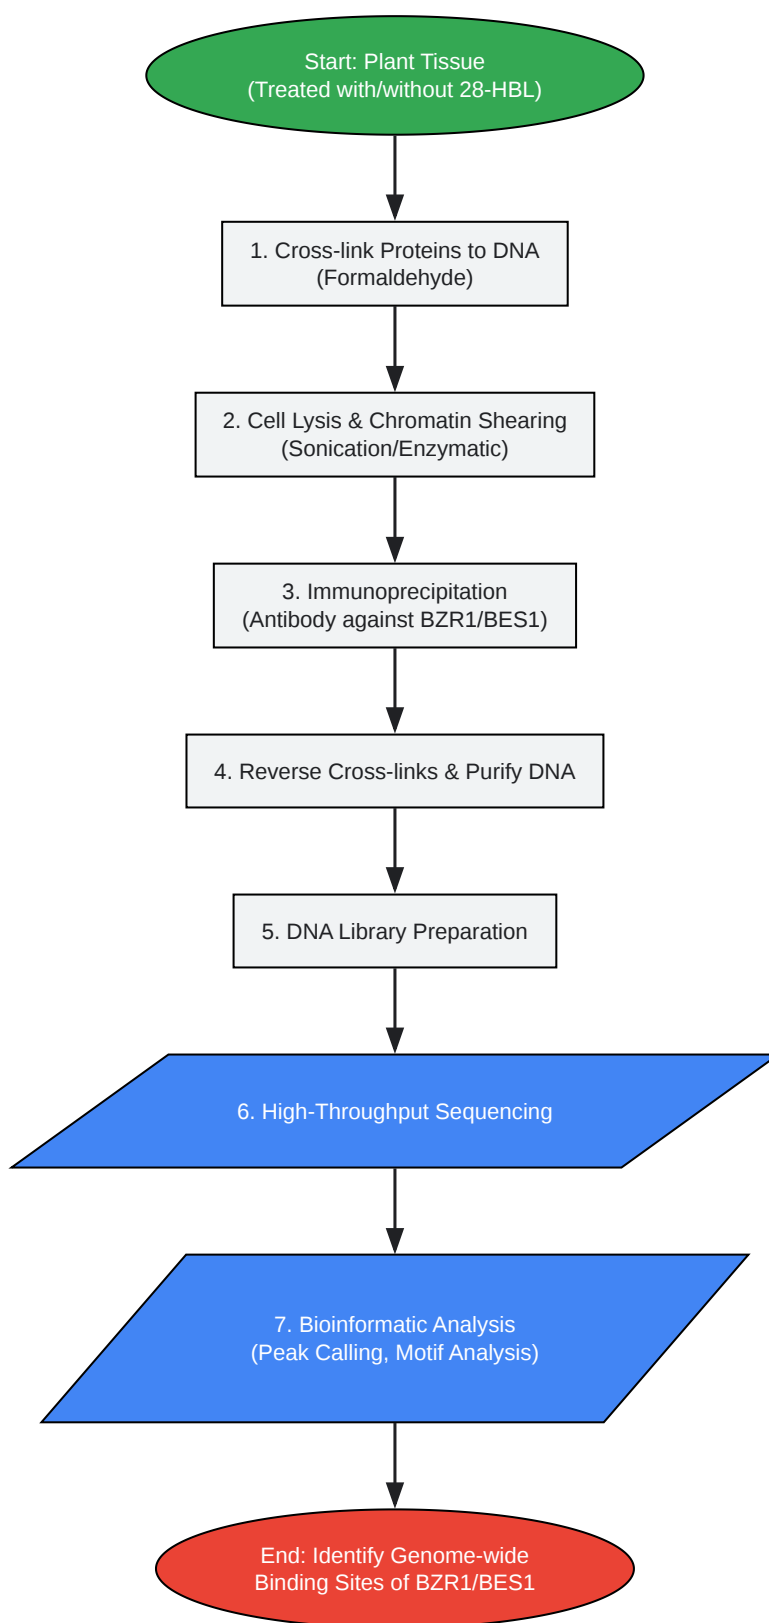 Start: Plant Tissue
(Treated with/without 28-HBL)
1. Cross-link Proteins to DNA
(Formaldehyde)
2. Cell Lysis & Chromatin Shearing
(Sonication/Enzymatic)
3. Immunoprecipitation
(Antibody against BZR1/BES1)
4. Reverse Cross-links & Purify DNA
5. DNA Library Preparation
6. High-Throughput Sequencing
7. Bioinformatic Analysis
(Peak Calling, Motif Analysis)
End: Identify Genome-wide
Binding Sites of BZR1/BES1